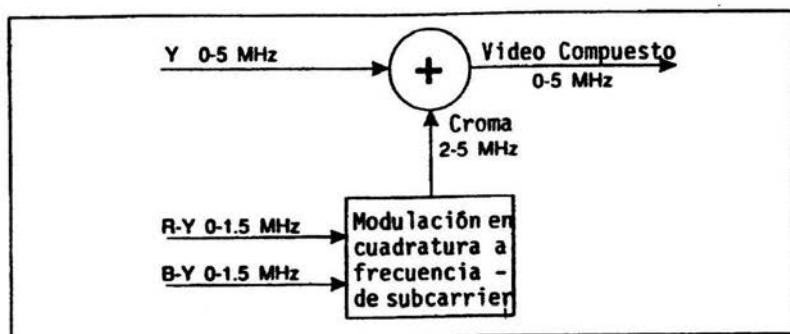 Y 0-5 MHz
+
Video Compuesto
0-5 MHz
Croma
2-5 MHz
R-Y 0-1.5 MHz
B-Y 0-1.5 MHz
Modulación en
cuadratura a
frecuencia -
de subcarrier